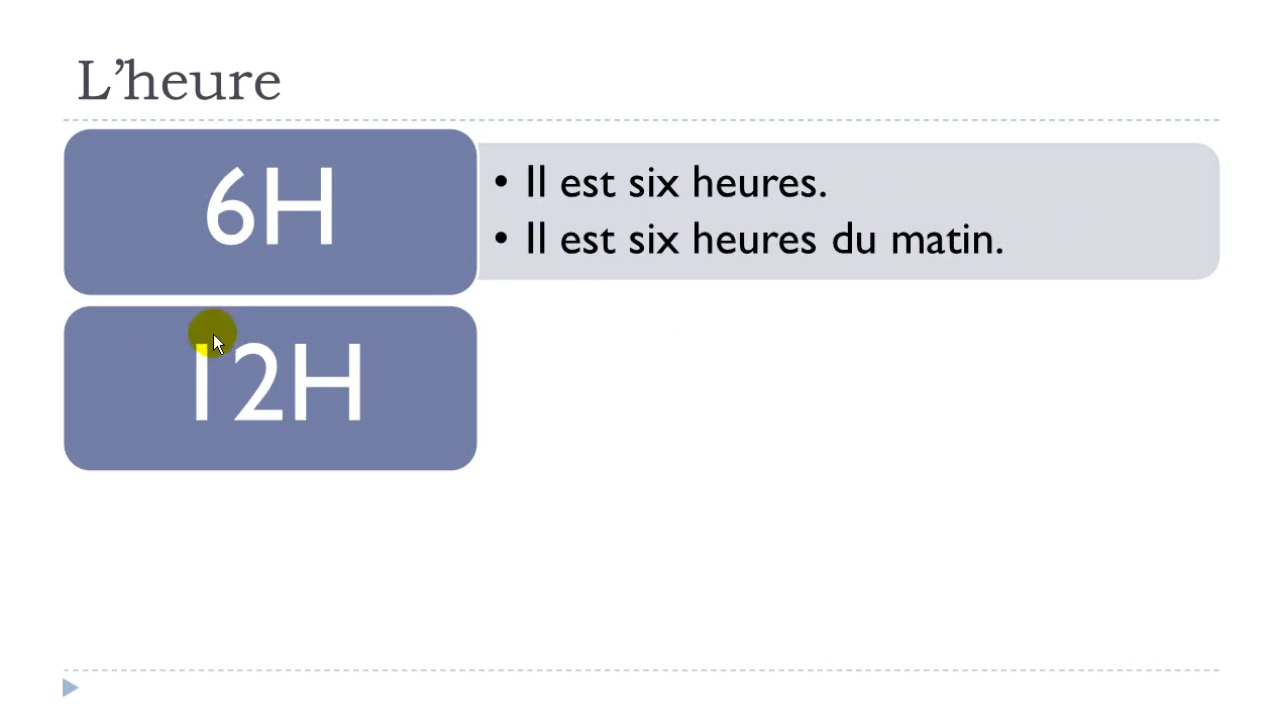 L’heure
6H
• Il est six heures.
• Il est six heures du matin.
12H